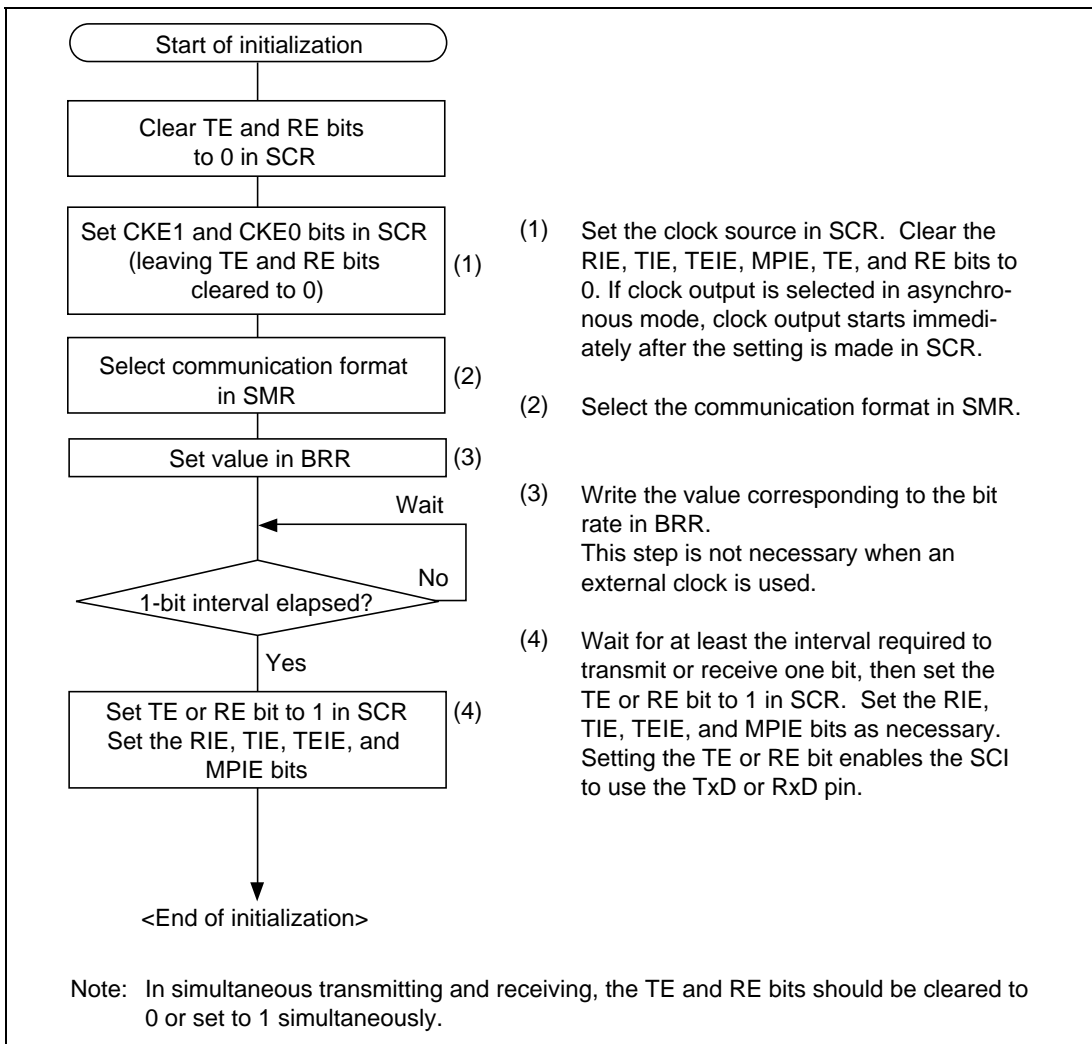 Start of initialization
Clear TE and RE bits
to 0 in SCR
Set CKE1 and CKE0 bits in SCR
(leaving TE and RE bits
cleared to 0)
(1)
Select communication format
in SMR
(2)
Set value in BRR
(3)
Wait
No
1-bit interval elapsed?
Yes
Set TE or RE bit to 1 in SCR
Set the RIE, TIE, TEIE, and
MPIE bits
(4)
<End of initialization>
(1) Set the clock source in SCR. Clear the
RIE, TIE, TEIE, MPIE, TE, and RE bits to
0. If clock output is selected in asynchro-
nous mode, clock output starts immedi-
ately after the setting is made in SCR.
(2) Select the communication format in SMR.
(3) Write the value corresponding to the bit
rate in BRR.
This step is not necessary when an
external clock is used.
(4) Wait for at least the interval required to
transmit or receive one bit, then set the
TE or RE bit to 1 in SCR. Set the RIE,
TIE, TEIE, and MPIE bits as necessary.
Setting the TE or RE bit enables the SCI
to use the TxD or RxD pin.
Note: In simultaneous transmitting and receiving, the TE and RE bits should be cleared to
0 or set to 1 simultaneously.